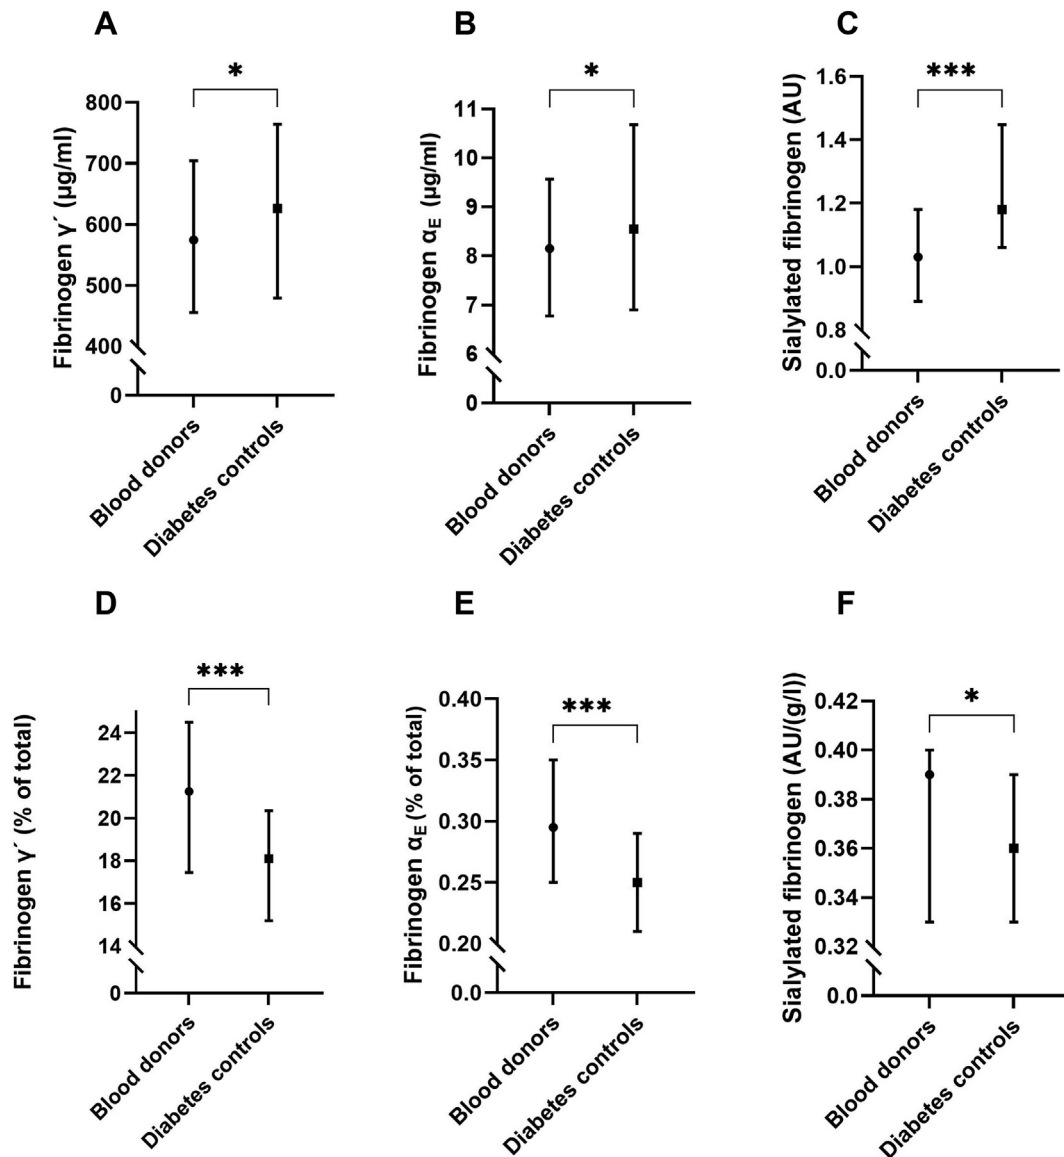 A
Fibrinogen γ´ (µg/ml)
*
800
700
600
500
400
0
Blood donors
Diabetes controls
B
Fibrinogen αE (µg/ml)
*
11
10
9
8
7
6
0
Blood donors
Diabetes controls
C
Sialylated fibrinogen (AU)
***
1.6
1.4
1.2
1.0
0.8
0.0
Blood donors
Diabetes controls
D
Fibrinogen γ´ (% of total)
***
24
22
20
18
16
14
0
Blood donors
Diabetes controls
E
Fibrinogen αE (% of total)
***
0.40
0.35
0.30
0.25
0.20
0.0
Blood donors
Diabetes controls
F
Sialylated fibrinogen (AU/(g/l))
*
0.42
0.40
0.38
0.36
0.34
0.32
0.0
Blood donors
Diabetes controls